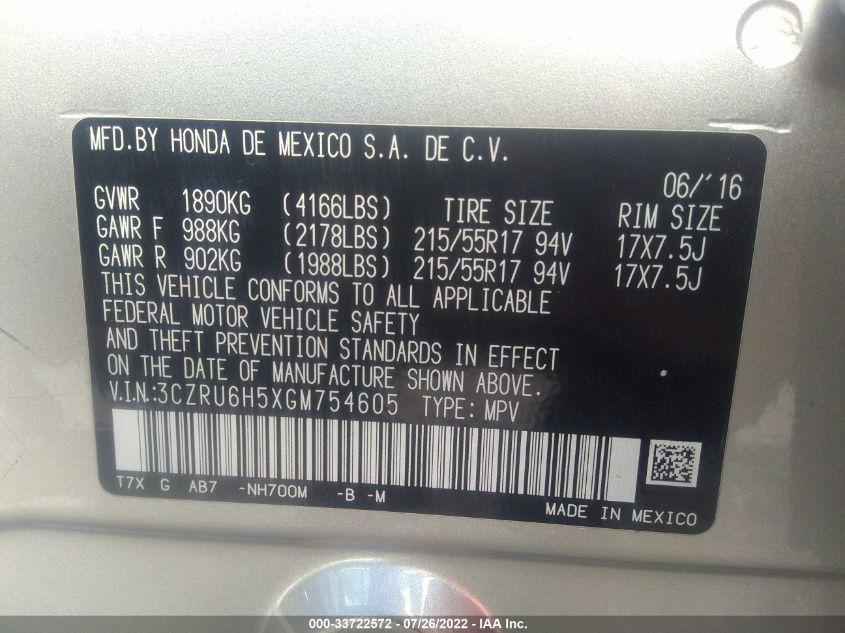 MFD.BY HONDA DE MEXICO S.A. DE C.V.
06/'16
GVWR 1890KG (4166LBS) TIRE SIZE RIM SIZE
GAWR F 988KG (2178LBS) 215/55R17 94V 17X7.5J
GAWR R 902KG (1988LBS) 215/55R17 94V 17X7.5J
THIS VEHICLE CONFORMS TO ALL APPLICABLE
FEDERAL MOTOR VEHICLE SAFETY
AND THEFT PREVENTION STANDARDS IN EFFECT
ON THE DATE OF MANUFACTURE SHOWN ABOVE.
V.I.N.:3CZRU6H5XGM754605 TYPE: MPV
T7X G AB7 -NH700M -B -M
MADE IN MEXICO
000-33722572 / 07/26/2022 - IAA Inc.